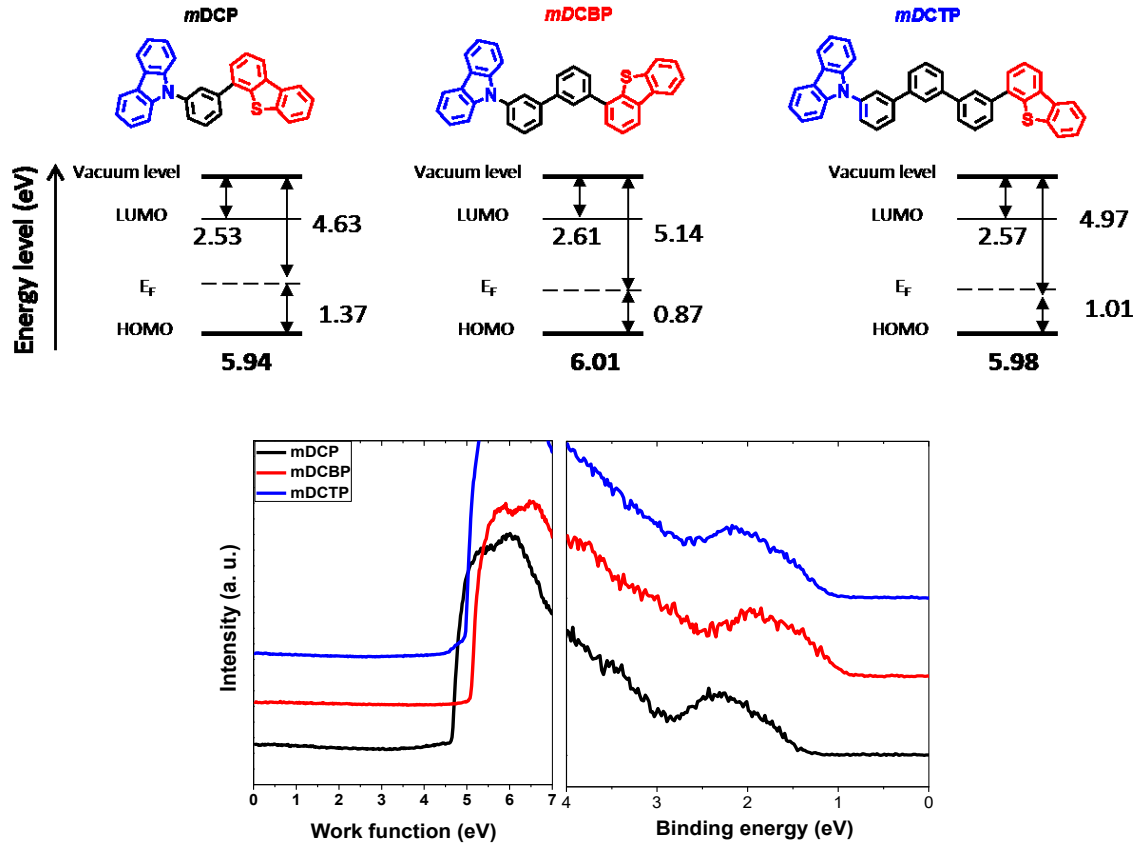 mDCP
mDCBP
mDCTP
N
S
N
S
N
S
Energy level (eV)
Vacuum level
LUMO
2.53
4.63
E_F
1.37
HOMO
5.94
Vacuum level
LUMO
2.61
5.14
E_F
0.87
HOMO
6.01
Vacuum level
LUMO
2.57
4.97
E_F
1.01
HOMO
5.98
mDCP
mDCBP
mDCTP
Intensity (a. u.)
0 1 2 3 4 5 6 7
Work function (eV)
4 3 2 1 0
Binding energy (eV)